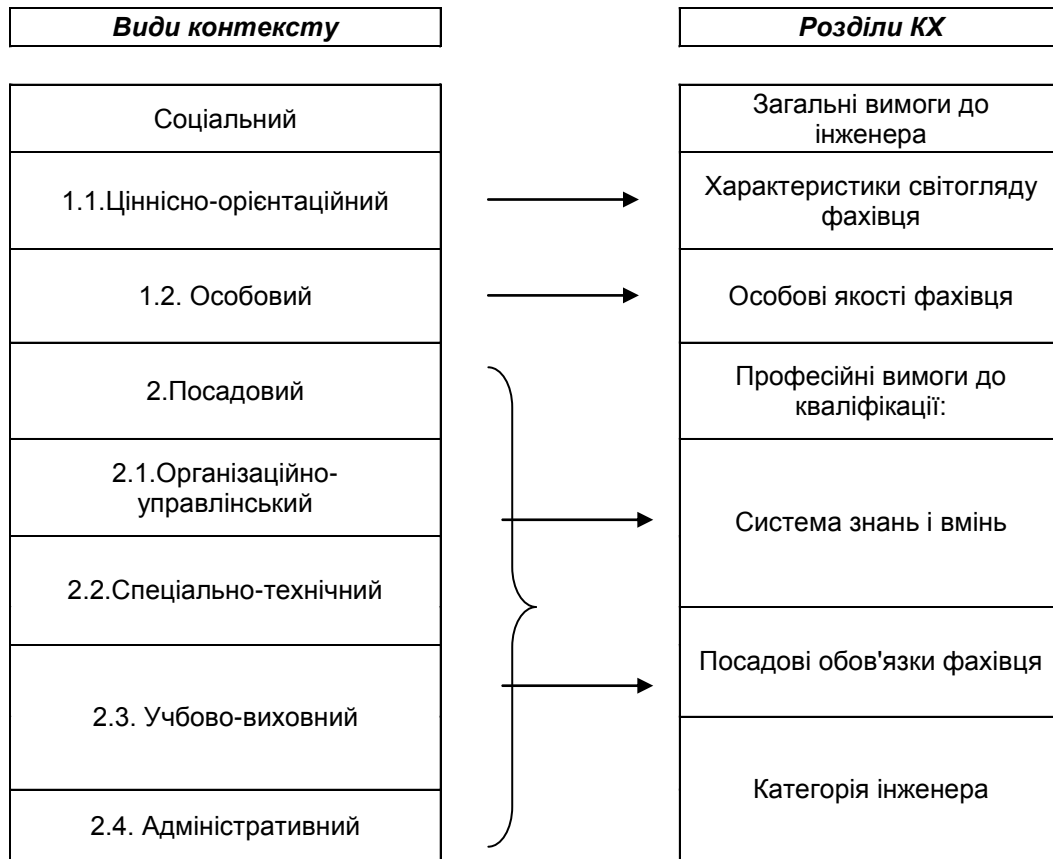 Види контексту
Розділи КХ
Соціальний
Загальні вимоги до
інженера
1.1.Ціннісно-орієнтаційний
Характеристики світогляду
фахівця
1.2. Особовий
Особові якості фахівця
2.Посадовий
Професійні вимоги до
кваліфікації:
2.1.Організаційно-
управлінський
Система знань і вмінь
2.2.Спеціально-технічний
Посадові обов'язки фахівця
2.3. Учбово-виховний
Категорія інженера
2.4. Адміністративний